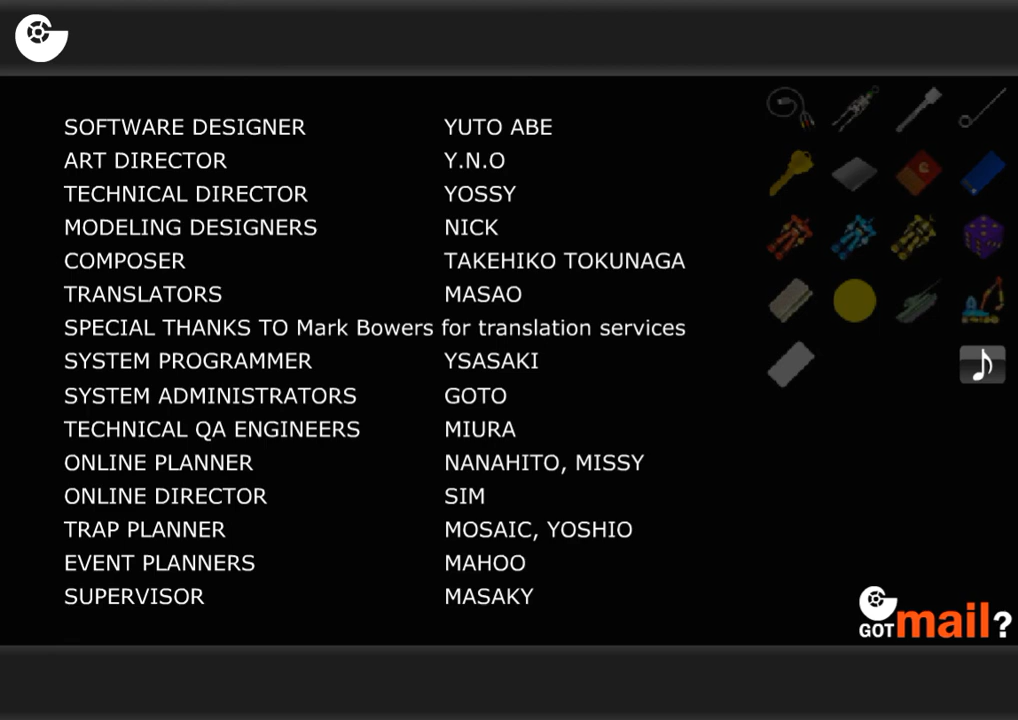 SOFTWARE DESIGNER YUTO ABE
ART DIRECTOR Y.N.O
TECHNICAL DIRECTOR YOSSY
MODELING DESIGNERS NICK
COMPOSER TAKEHIKO TOKUNAGA
TRANSLATORS MASAO
SPECIAL THANKS TO Mark Bowers for translation services
SYSTEM PROGRAMMER YSASAKI
SYSTEM ADMINISTRATORS GOTO
TECHNICAL QA ENGINEERS MIURA
ONLINE PLANNER NANAHITO, MISSY
ONLINE DIRECTOR SIM
TRAP PLANNER MOSAIC, YOSHIO
EVENT PLANNERS MAHOO
SUPERVISOR MASAKY
GOT mail?